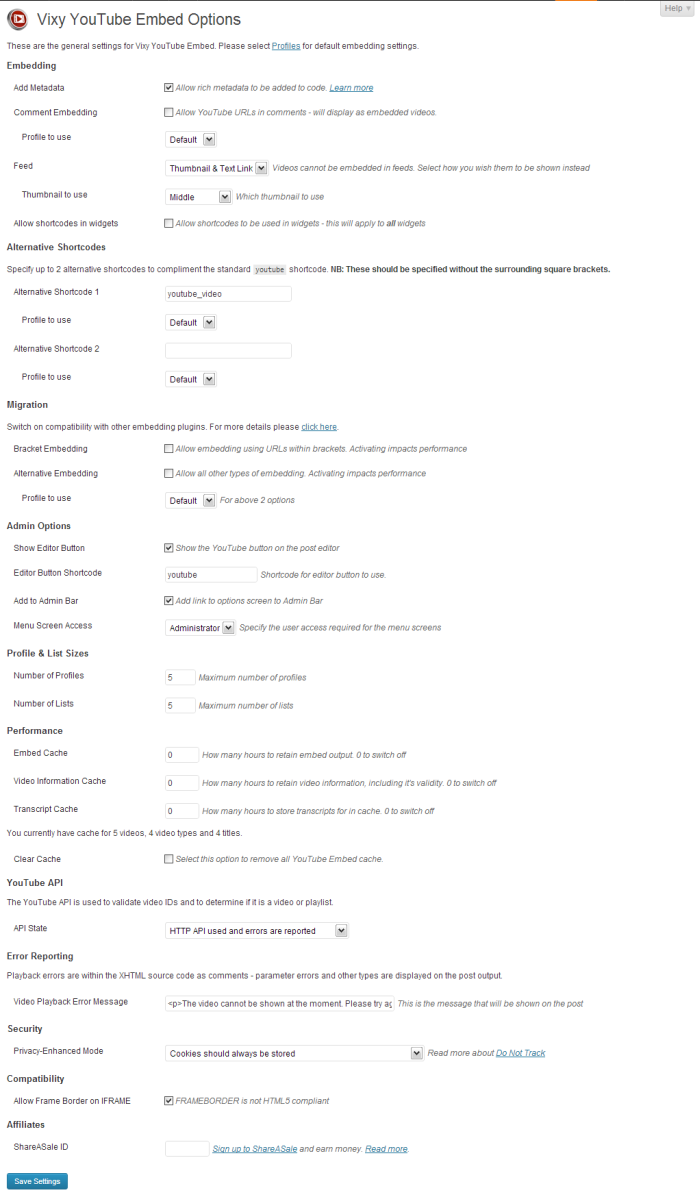 Help
Vixy YouTube Embed Options
These are the general settings for Vixy YouTube Embed. Please select Profiles for default embedding settings.
Embedding
Add Metadata Allow rich metadata to be added to code. Learn more
Comment Embedding Allow YouTube URLs in comments - will display as embedded videos.
Profile to use Default
Feed Thumbnail & Text Link Videos cannot be embedded in feeds. Select how you wish them to be shown instead
Thumbnail to use Middle Which thumbnail to use
Allow shortcodes in widgets Allow shortcodes to be used in widgets - this will apply to all widgets
Alternative Shortcodes
Specify up to 2 alternative shortcodes to compliment the standard youtube shortcode. NB: These should be specified without the surrounding square brackets.
Alternative Shortcode 1 youtube_video
Profile to use Default
Alternative Shortcode 2
Profile to use Default
Migration
Switch on compatibility with other embedding plugins. For more details please click here.
Bracket Embedding Allow embedding using URLs within brackets. Activating impacts performance
Alternative Embedding Allow all other types of embedding. Activating impacts performance
Profile to use Default For above 2 options
Admin Options
Show Editor Button Show the YouTube button on the post editor
Editor Button Shortcode youtube Shortcode for editor button to use.
Add to Admin Bar Add link to options screen to Admin Bar
Menu Screen Access Administrator Specify the user access required for the menu screens
Profile & List Sizes
Number of Profiles 5 Maximum number of profiles
Number of Lists 5 Maximum number of lists
Performance
Embed Cache 0 How many hours to retain embed output. 0 to switch off
Video Information Cache 0 How many hours to retain video information, including it's validity. 0 to switch off
Transcript Cache 0 How many hours to store transcripts for in cache. 0 to switch off
You currently have cache for 5 videos, 4 video types and 4 titles.
Clear Cache Select this option to remove all YouTube Embed cache.
YouTube API
The YouTube API is used to validate video IDs and to determine if it is a video or playlist.
API State HTTP API used and errors are reported
Error Reporting
Playback errors are within the XHTML source code as comments - parameter errors and other types are displayed on the post output.
Video Playback Error Message <p>The video cannot be shown at the moment. Please try ag This is the message that will be shown on the post
Security
Privacy-Enhanced Mode Cookies should always be stored Read more about Do Not Track
Compatibility
Allow Frame Border on IFRAME FRAMEBORDER is not HTML5 compliant
Affiliates
ShareASale ID Sign up to ShareASale and earn money. Read more.
Save Settings